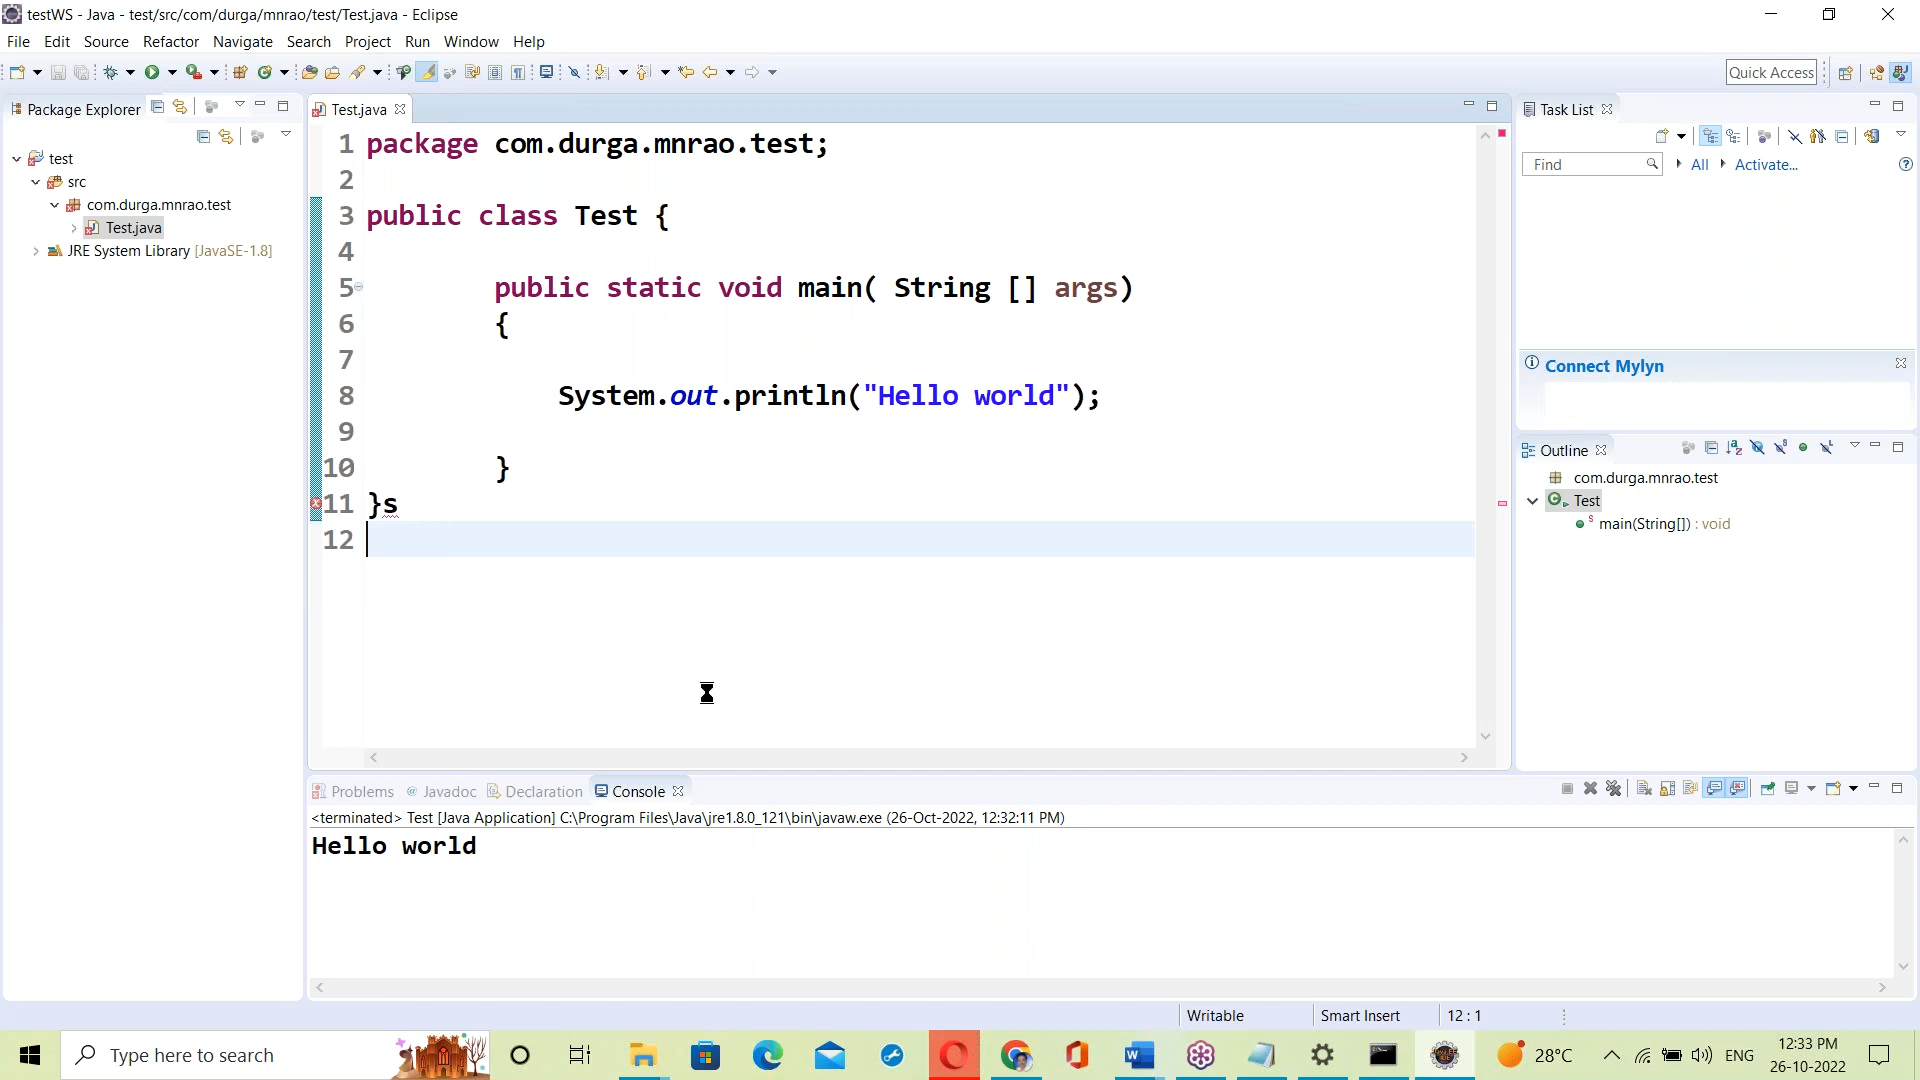 testWS - Java - test/src/com/durga/mnrao/test/Test.java - Eclipse
File Edit Source Refactor Navigate Search Project Run Window Help
Quick Access
Package Explorer
test
src
com.durga.mnrao.test
Test.java
JRE System Library [JavaSE-1.8]
Test.java
1 package com.durga.mnrao.test;
2
3 public class Test {
4
5 public static void main( String [] args)
6 {
7
8 System.out.println("Hello world");
9
10 }
11 }s
12
Task List
Find All Activate...
Connect Mylyn
Outline
com.durga.mnrao.test
Test
main(String[]) : void
Problems @ Javadoc Declaration Console
<terminated> Test [Java Application] C:\Program Files\Java\jre1.8.0_121\bin\javaw.exe (26-Oct-2022, 12:32:11 PM)
Hello world
Writable Smart Insert 12 : 1
Type here to search
28°C ENG
12:33 PM
26-10-2022